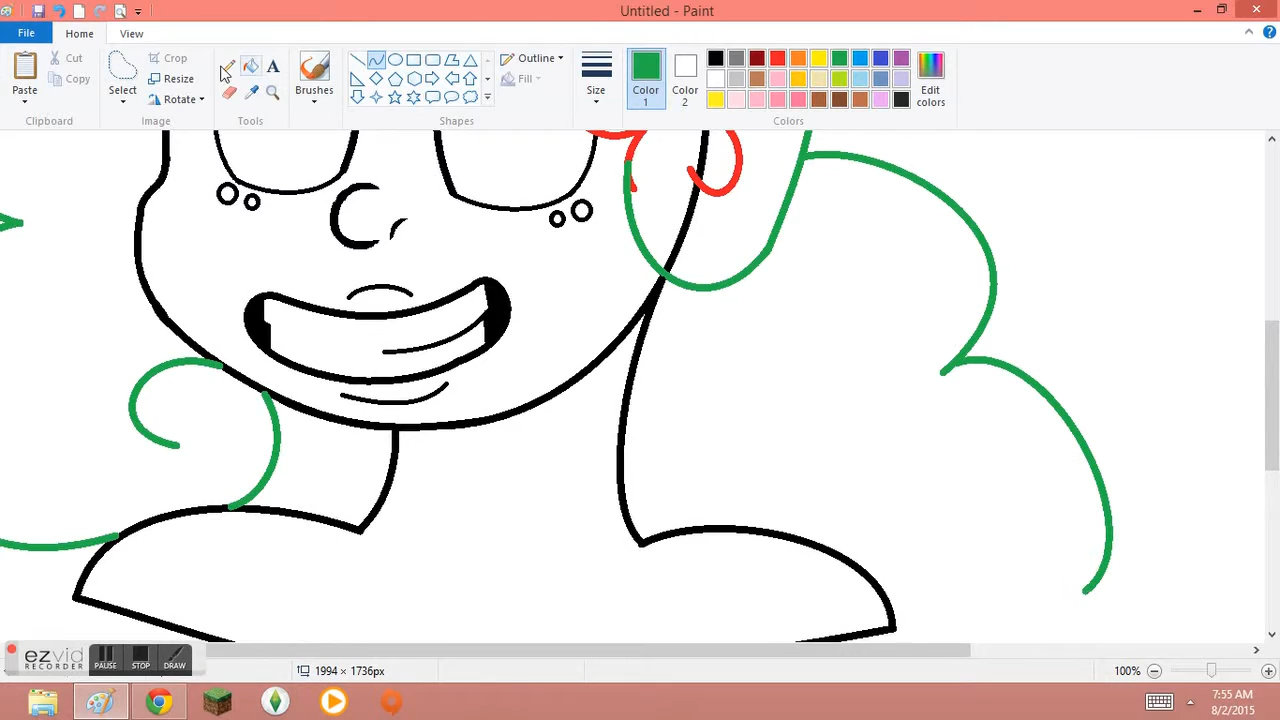 Untitled - Paint
File
Home
View
Paste
Cut
Copy
Clipboard
Crop
Resize
Rotate
Image
A
Tools
Brushes
Outline
Fill
Shapes
Size
Color 1
Color 2
Edit colors
Colors
ezvid
RECORDER
PAUSE
STOP
DRAW
1994 × 1736px
100%
7:55 AM
8/2/2015